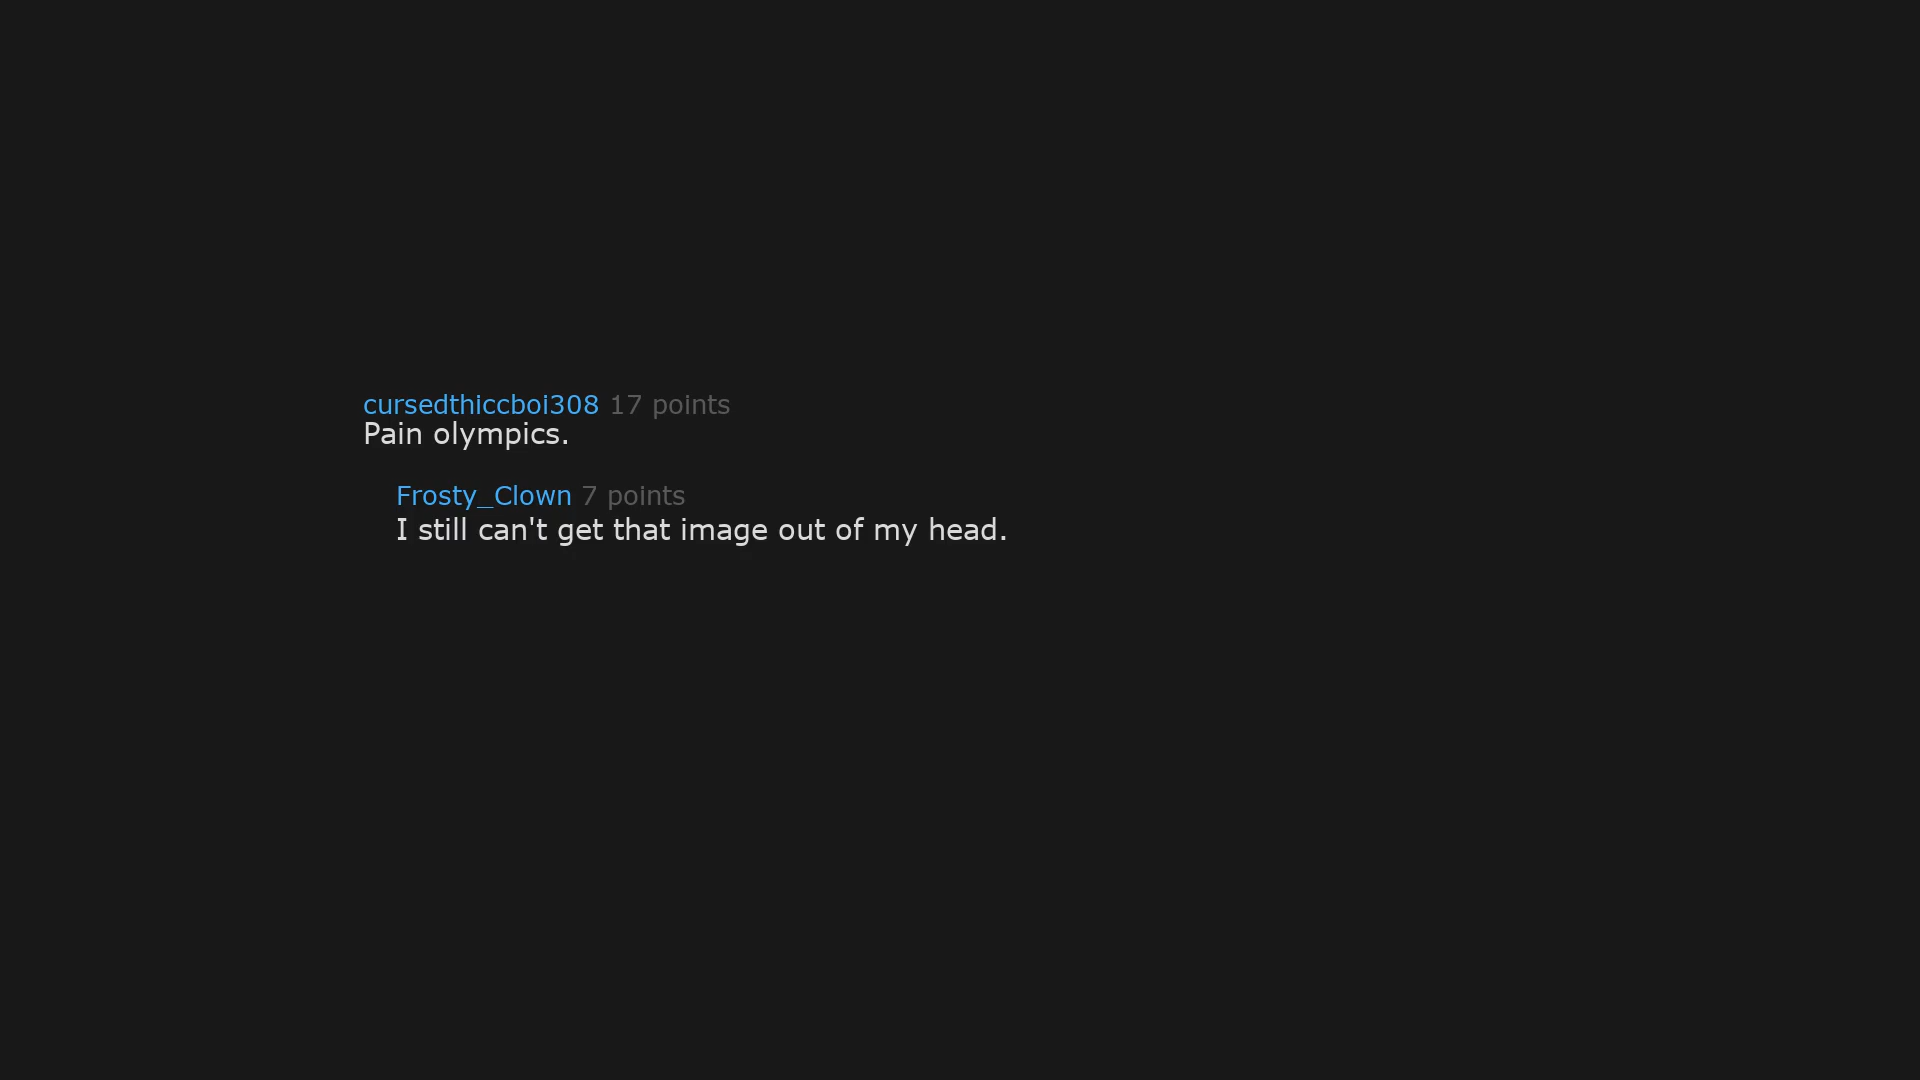 cursedthiccboi308 17 points
Pain olympics.
Frosty_Clown 7 points
I still can't get that image out of my head.